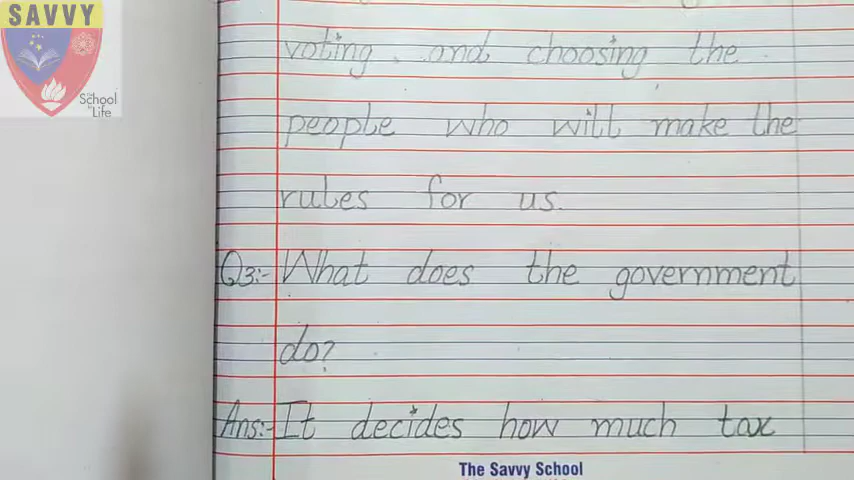 SAVVY
The School for Life
voting and choosing the
people who will make the
rules for us.
Q3:- What does the government
do?
Ans:- It decides how much tax
The Savvy School